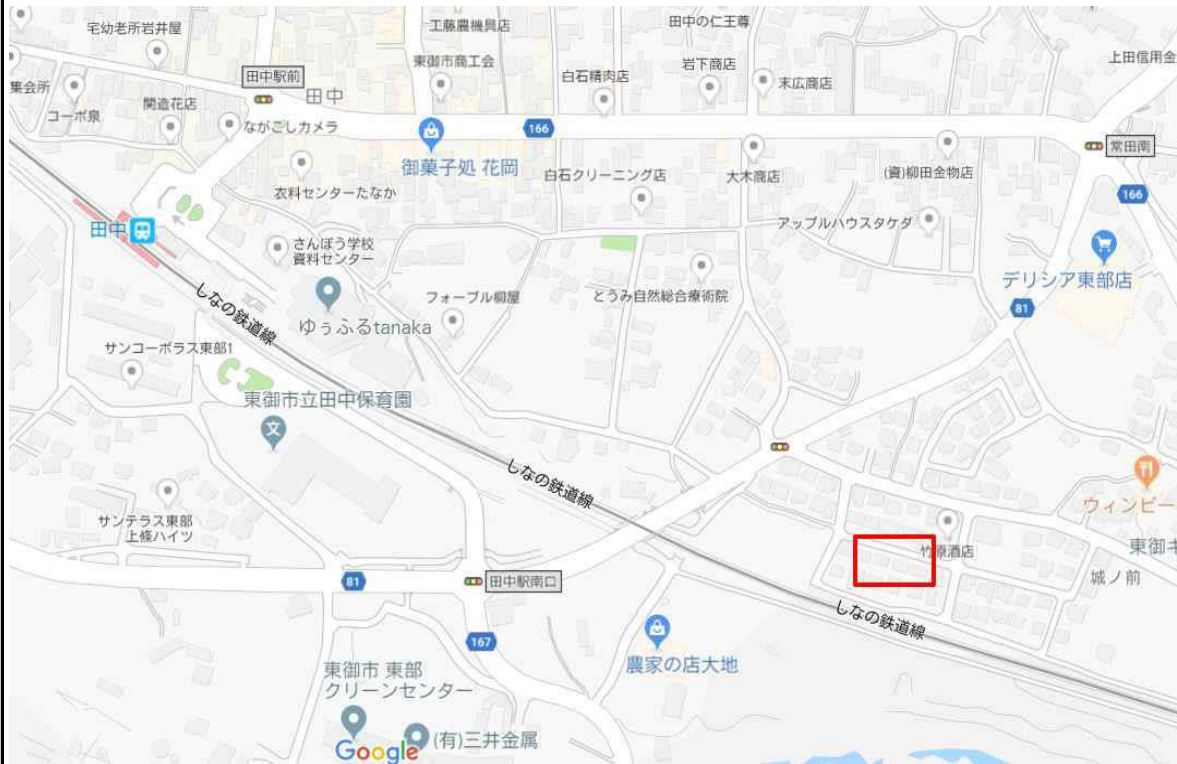 宅幼老所岩井屋
工藤農機具店
田中の仁王尊
田中駅前
東御市商工会
白石精肉店
岩下商店
末広商店
上田信用金
集会所
コーポ泉
関造花店
田中
ながごしカメラ
166
常田南
御菓子処 花岡
衣料センターたなか
白石クリーニング店
大木商店
(資)柳田金物店
166
田中
アップルハウスタケダ
さんぽう学校
資料センター
デリシア東部店
しなの鉄道線
ゆぅふるtanaka
フォーブル柳屋
とうみ自然総合療術院
81
サンコーポラス東部1
東御市立田中保育園
しなの鉄道線
ウィンビー
サンテラス東部
上條ハイツ
竹原酒店
東御キ
城ノ前
81
田中駅南口
しなの鉄道線
167
農家の店大地
東御市 東部
クリーンセンター
(有)三井金属
Google